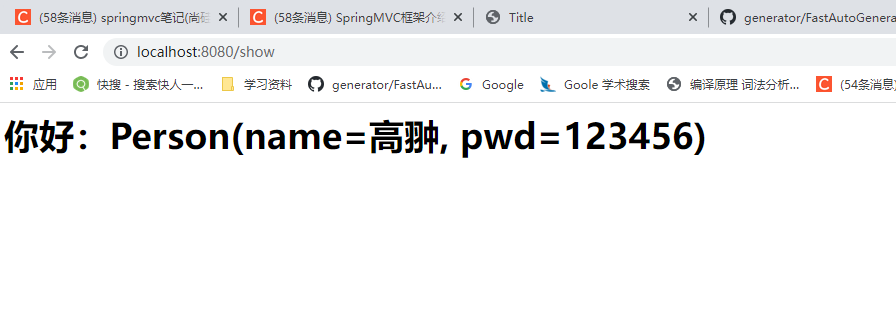 (58条消息) springmvc笔记(尚硅 (58条消息) SpringMVC框架介绍 Title generator/FastAutoGenera
localhost:8080/show
应用 快搜 - 搜索快人一... 学习资料 generator/FastAu... Google Goole 学术搜索 编译原理 词法分析... (54条消息)
你好：Person(name=高翀, pwd=123456)